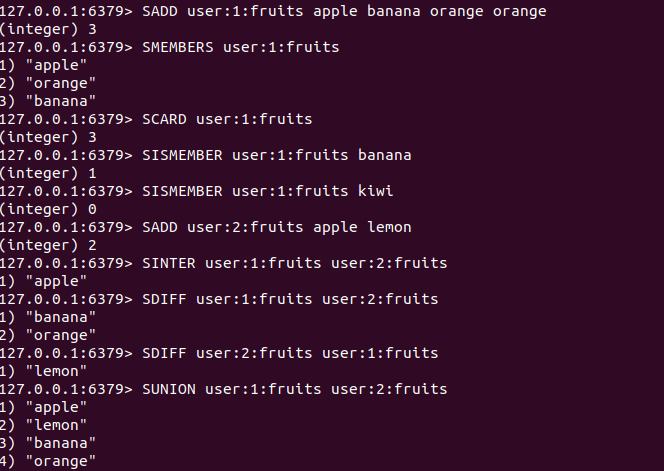 127.0.0.1:6379> SADD user:1:fruits apple banana orange orange
(integer) 3
127.0.0.1:6379> SMEMBERS user:1:fruits
1) "apple"
2) "orange"
3) "banana"
127.0.0.1:6379> SCARD user:1:fruits
(integer) 3
127.0.0.1:6379> SISMEMBER user:1:fruits banana
(integer) 1
127.0.0.1:6379> SISMEMBER user:1:fruits kiwi
(integer) 0
127.0.0.1:6379> SADD user:2:fruits apple lemon
(integer) 2
127.0.0.1:6379> SINTER user:1:fruits user:2:fruits
1) "apple"
127.0.0.1:6379> SDIFF user:1:fruits user:2:fruits
1) "banana"
2) "orange"
127.0.0.1:6379> SDIFF user:2:fruits user:1:fruits
1) "lemon"
127.0.0.1:6379> SUNION user:1:fruits user:2:fruits
1) "apple"
2) "lemon"
3) "banana"
4) "orange"